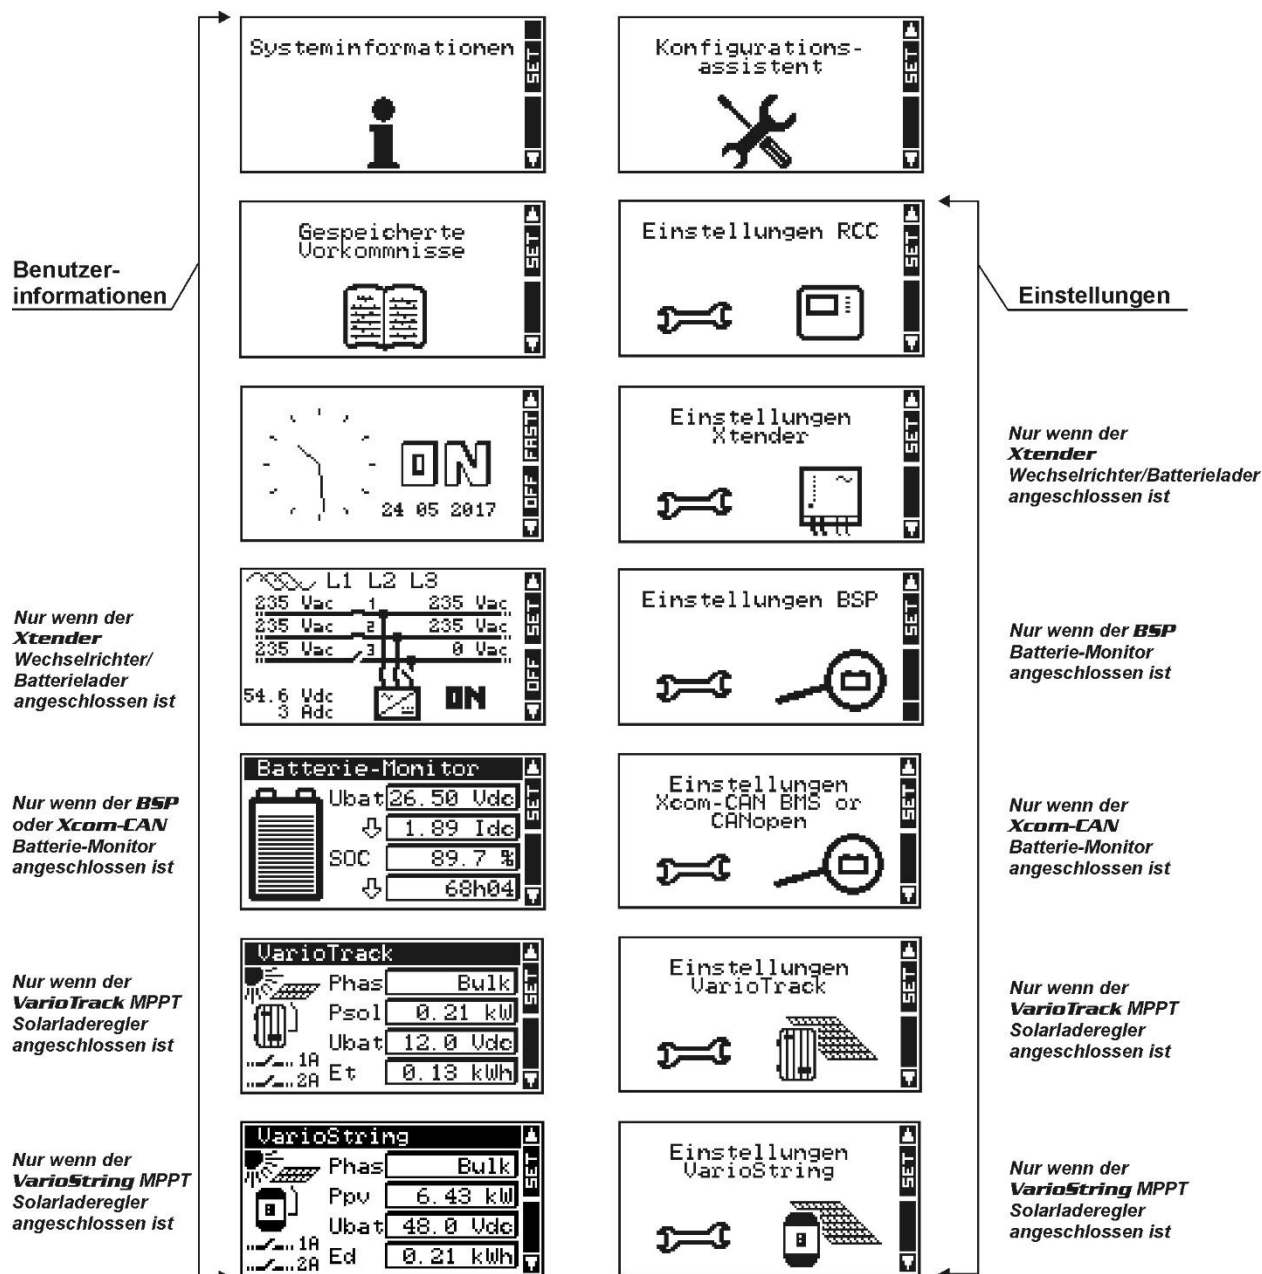 Systeminformationen
SET
Konfigurations-
assistent
SET
Benutzer-
informationen
Gespeicherte
Vorkommnisse
SET
Einstellungen RCC
SET
Einstellungen
ON
24 05 2017
FAST
OFF
Einstellungen
Xtender
SET
Nur wenn der
Xtender
Wechselrichter/Batterielader
angeschlossen ist
Nur wenn der
Xtender
Wechselrichter/
Batterielader
angeschlossen ist
L1 L2 L3
235 Vac 1 235 Vac
235 Vac 2 235 Vac
235 Vac 3 0 Vac
54.6 Vdc
3 Adc
ON
SET
OFF
Einstellungen BSP
SET
Nur wenn der BSP
Batterie-Monitor
angeschlossen ist
Nur wenn der BSP
oder Xcom-CAN
Batterie-Monitor
angeschlossen ist
Batterie-Monitor
Ubat 26.50 Vdc
1.89 Idc
SOC 89.7 %
68h04
SET
Einstellungen
Xcom-CAN BMS or
CANopen
SET
Nur wenn der
Xcom-CAN
Batterie-Monitor
angeschlossen ist
Nur wenn der
VarioTrack MPPT
Solarladeregler
angeschlossen ist
VarioTrack
Phas Bulk
Psol 0.21 kW
Ubat 12.0 Vdc
1A
2A
Et 0.13 kWh
SET
Einstellungen
VarioTrack
SET
Nur wenn der
VarioTrack MPPT
Solarladeregler
angeschlossen ist
Nur wenn der
VarioString MPPT
Solarladeregler
angeschlossen ist
VarioString
Phas Bulk
Ppv 6.43 kW
Ubat 48.0 Vdc
1A
2A
Ed 0.21 kWh
SET
Einstellungen
VarioString
SET
Nur wenn der
VarioString MPPT
Solarladeregler
angeschlossen ist